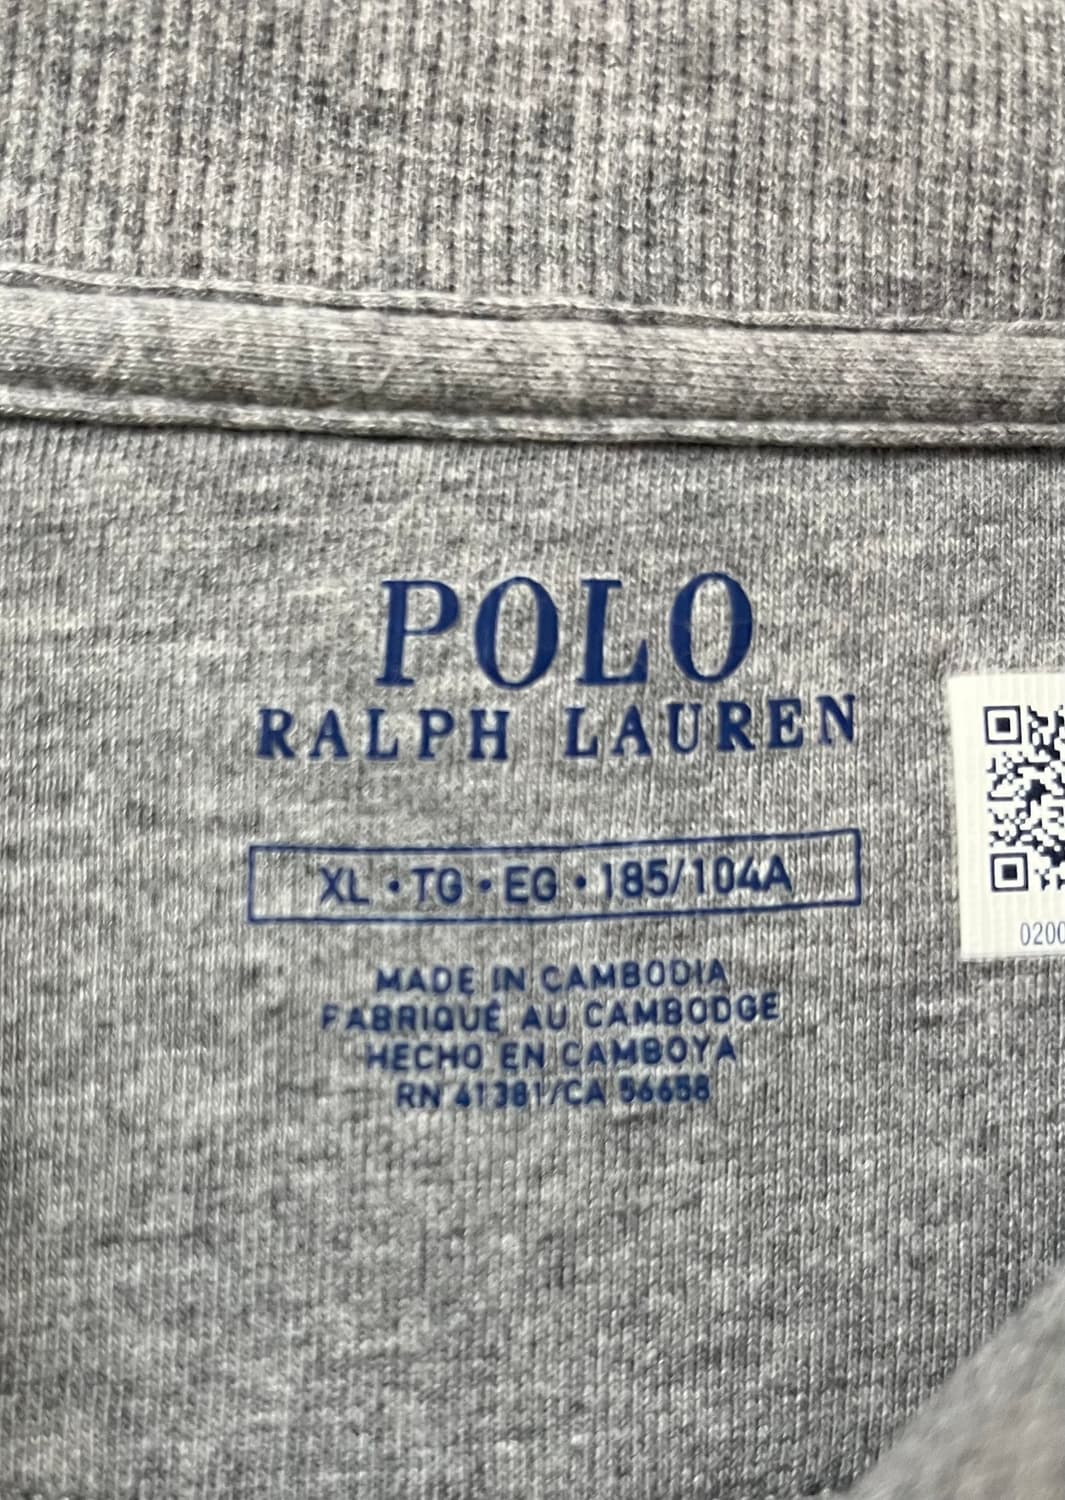 POLO
RALPH LAUREN
XL • TG • EG • 185/104A
MADE IN CAMBODIA
FABRIQUÉ AU CAMBODGE
HECHO EN CAMBOYA
RN 41381/CA 56658
0200